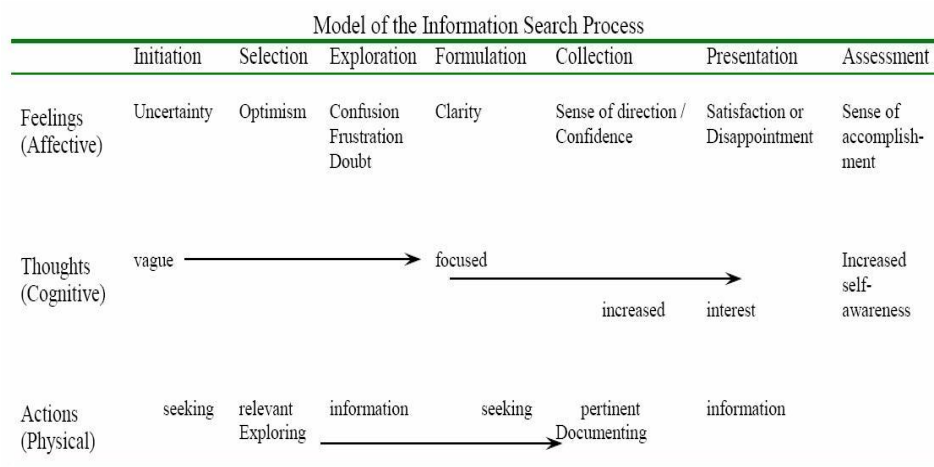 Model of the Information Search Process
Initiation Selection Exploration Formulation Collection Presentation Assessment
Feelings (Affective)
Uncertainty Optimism Confusion Clarity Sense of direction / Satisfaction or Sense of
Frustration Confidence Disappointment accomplish-
Doubt ment
Thoughts (Cognitive)
vague focused Increased
self-
increased interest awareness
Actions (Physical)
seeking relevant information seeking pertinent information
Exploring Documenting